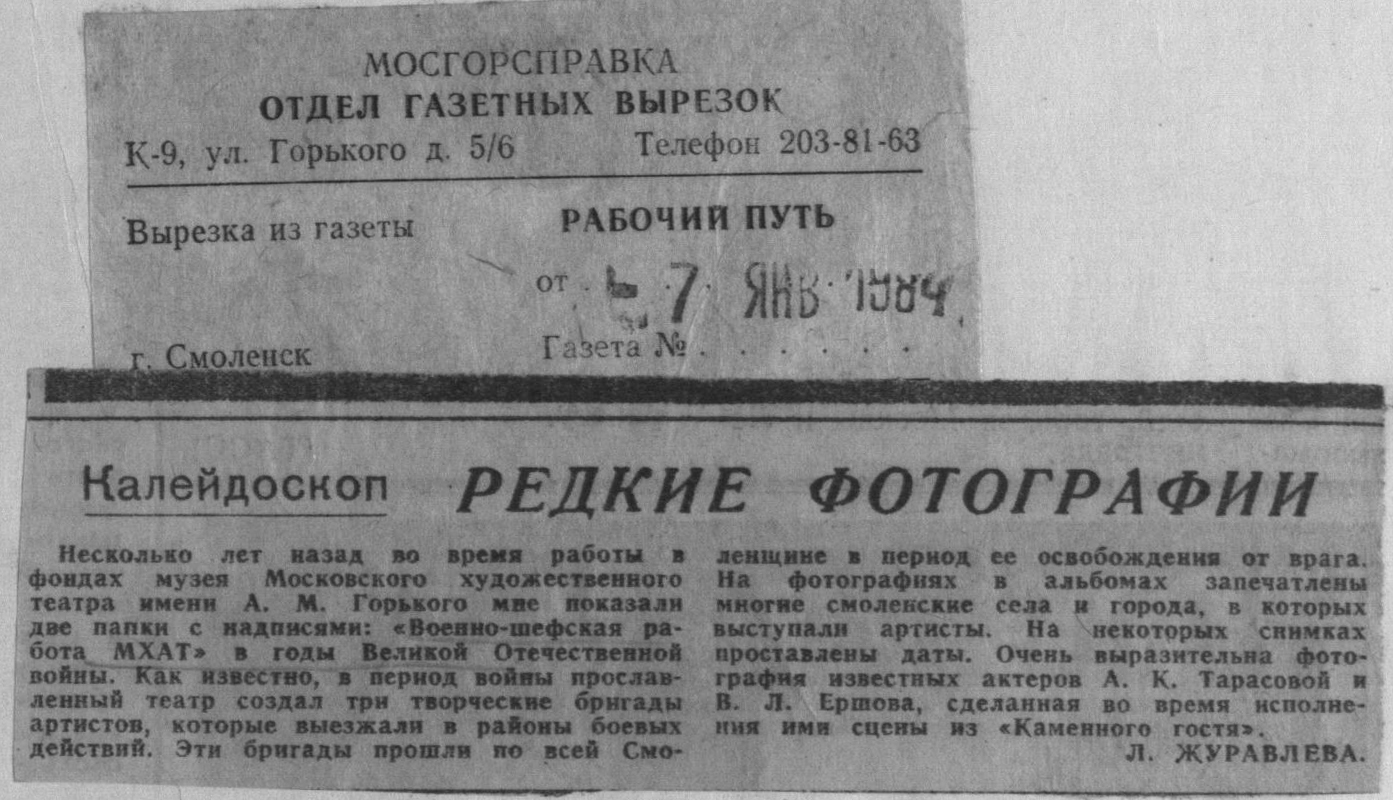 МОСГОРСПРАВКА
ОТДЕЛ ГАЗЕТНЫХ ВЫРЕЗОК
К-9, ул. Горького д. 5/6 Телефон 203-81-63
Вырезка из газеты РАБОЧИЙ ПУТЬ
от 7 ЯНВ 1984
г. Смоленск Газета № . . . . . .
Калейдоскоп РЕДКИЕ ФОТОГРАФИИ
Несколько лет назад во время работы в
фондах музея Московского художественного
театра имени А. М. Горького мне показали
две папки с надписями: «Военно-шефская ра-
бота МХАТ» в годы Великой Отечественной
войны. Как известно, в период войны прослав-
ленный театр создал три творческие бригады
артистов, которые выезжали в районы боевых
действий. Эти бригады прошли по всей Смо-
ленщине в период ее освобождения от врага.
На фотографиях в альбомах запечатлены
многие смоленские села и города, в которых
выступали артисты. На некоторых снимках
проставлены даты. Очень выразительна фото-
графия известных актеров А. К. Тарасовой и
В. Л. Ершова, сделанная во время исполне-
ния ими сцены из «Каменного гостя».
Л. ЖУРАВЛЕВА.